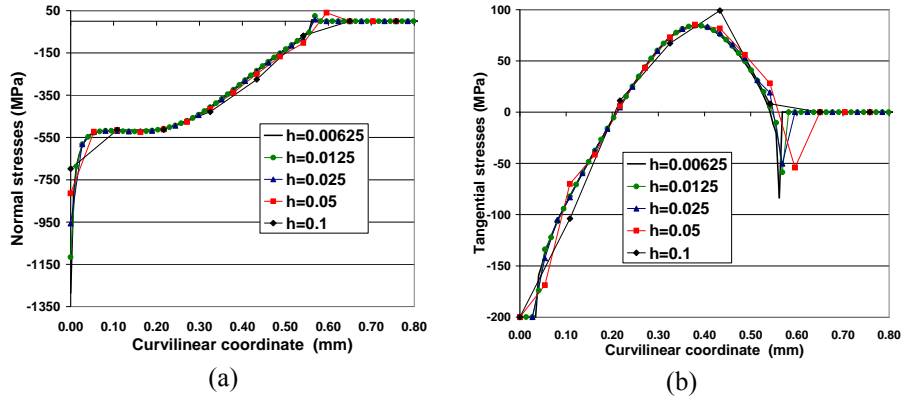 50
-150
-350
-550
-750
-950
-1150
-1350
Normal stresses (MPa)
h=0.00625
h=0.0125
h=0.025
h=0.05
h=0.1
0.00 0.10 0.20 0.30 0.40 0.50 0.60 0.70 0.80
Curvilinear coordinate (mm)
(a)
100
50
0
-50
-100
-150
-200
Tangential stresses (MPa)
h=0.00625
h=0.0125
h=0.025
h=0.05
h=0.1
0.00 0.10 0.20 0.30 0.40 0.50 0.60 0.70 0.80
Curvilinear coordinate (mm)
(b)